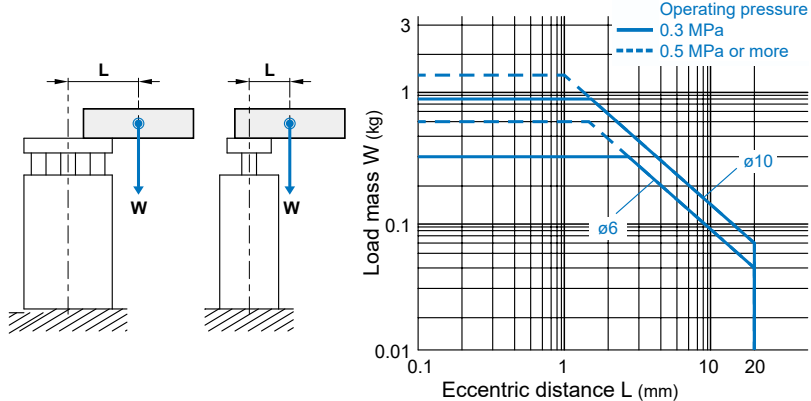 L
W
L
W
Operating pressure
0.3 MPa
0.5 MPa or more
Load mass W (kg)
3
1
0.1
0.01
ø10
ø6
0.1
1
10
20
Eccentric distance L (mm)